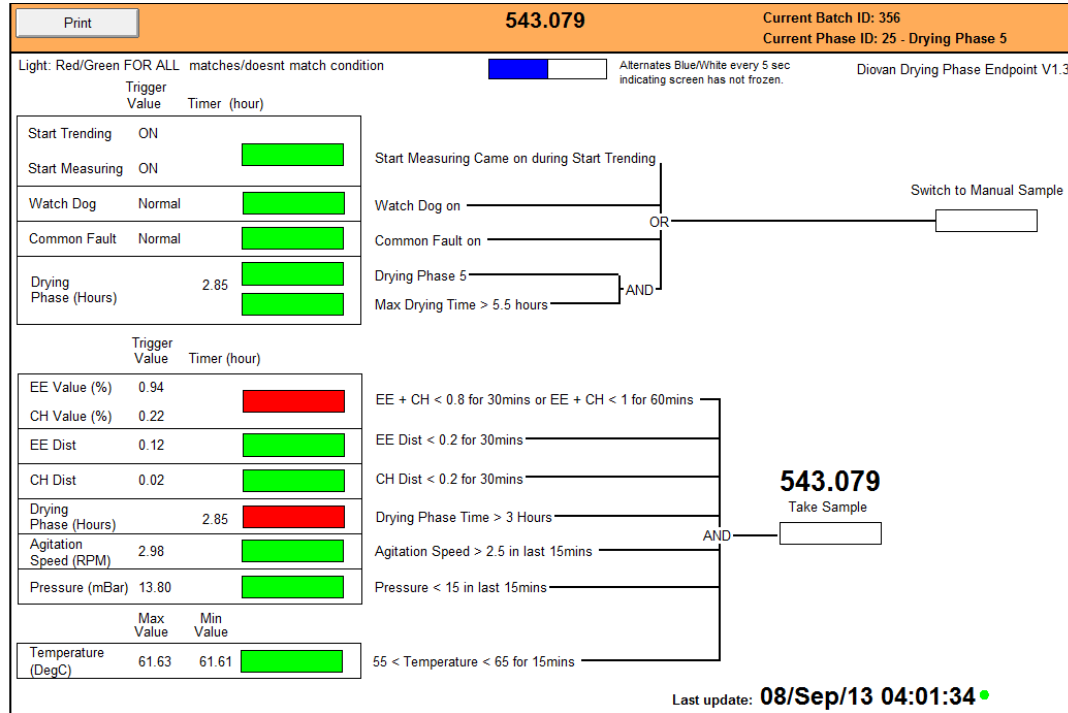 Print
543.079
Current Batch ID: 356
Current Phase ID: 25 - Drying Phase 5
Light: Red/Green FOR ALL matches/doesnt match condition
Alternates Blue/White every 5 sec
indicating screen has not frozen.
Diovan Drying Phase Endpoint V1.3
Trigger
Value Timer (hour)
Start Trending ON
Start Measuring ON
Start Measuring Came on during Start Trending
Watch Dog Normal
Watch Dog on
Common Fault Normal
Common Fault on
OR
Switch to Manual Sample
Drying
Phase (Hours)
2.85
Drying Phase 5
Max Drying Time > 5.5 hours
AND
Trigger
Value Timer (hour)
EE Value (%) 0.94
CH Value (%) 0.22
EE + CH < 0.8 for 30mins or EE + CH < 1 for 60mins
EE Dist 0.12
EE Dist < 0.2 for 30mins
CH Dist 0.02
CH Dist < 0.2 for 30mins
Drying
Phase (Hours)
2.85
Drying Phase Time > 3 Hours
Agitation
Speed (RPM)
2.98
Agitation Speed > 2.5 in last 15mins
Pressure (mBar) 13.80
Pressure < 15 in last 15mins
AND
543.079
Take Sample
Max
Value
Min
Value
Temperature
(DegC)
61.63 61.61
55 < Temperature < 65 for 15mins
Last update: 08/Sep/13 04:01:34